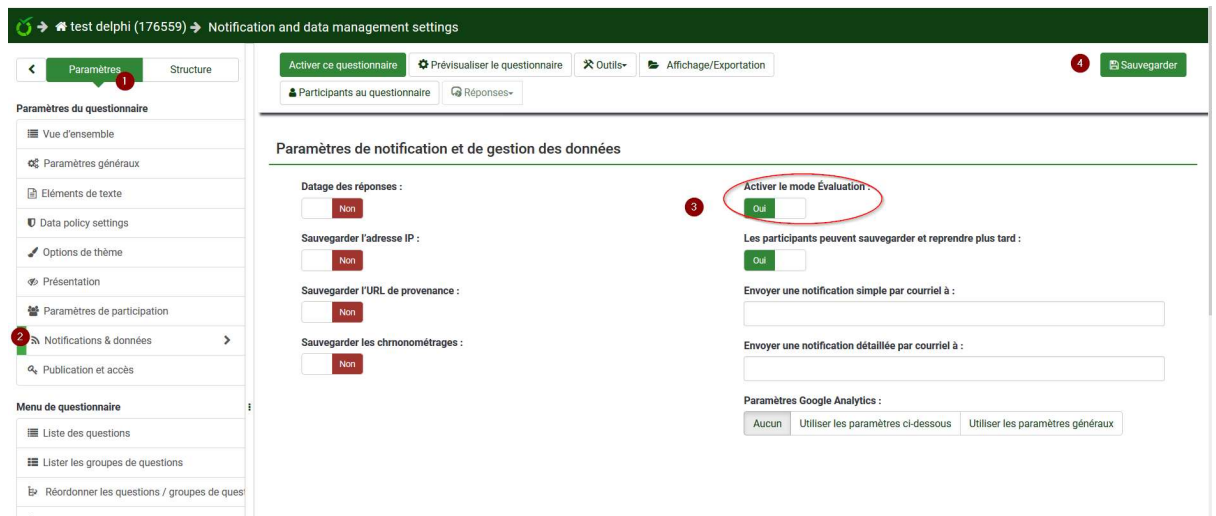 test delphi (176559) Notification and data management settings
Paramètres Structure
1
Paramètres du questionnaire
Vue d'ensemble
Paramètres généraux
Eléments de texte
Data policy settings
Options de thème
Présentation
Paramètres de participation
2 Notifications & données
Publication et accès
Menu de questionnaire
Liste des questions
Lister les groupes de questions
Réordonner les questions / groupes de quest
Activer ce questionnaire Prévisualiser le questionnaire Outils Affichage/Exportation 4 Sauvegarder
Participants au questionnaire Réponses
Paramètres de notification et de gestion des données
Datage des réponses :
Non
Sauvegarder l'adresse IP :
Non
Sauvegarder l'URL de provenance :
Non
Sauvegarder les chrnonométrages :
Non
Activer le mode Évaluation :
3 Oui
Les participants peuvent sauvegarder et reprendre plus tard :
Oui
Envoyer une notification simple par courriel à :
Envoyer une notification détaillée par courriel à :
Paramètres Google Analytics :
Aucun Utiliser les paramètres ci-dessous Utiliser les paramètres généraux